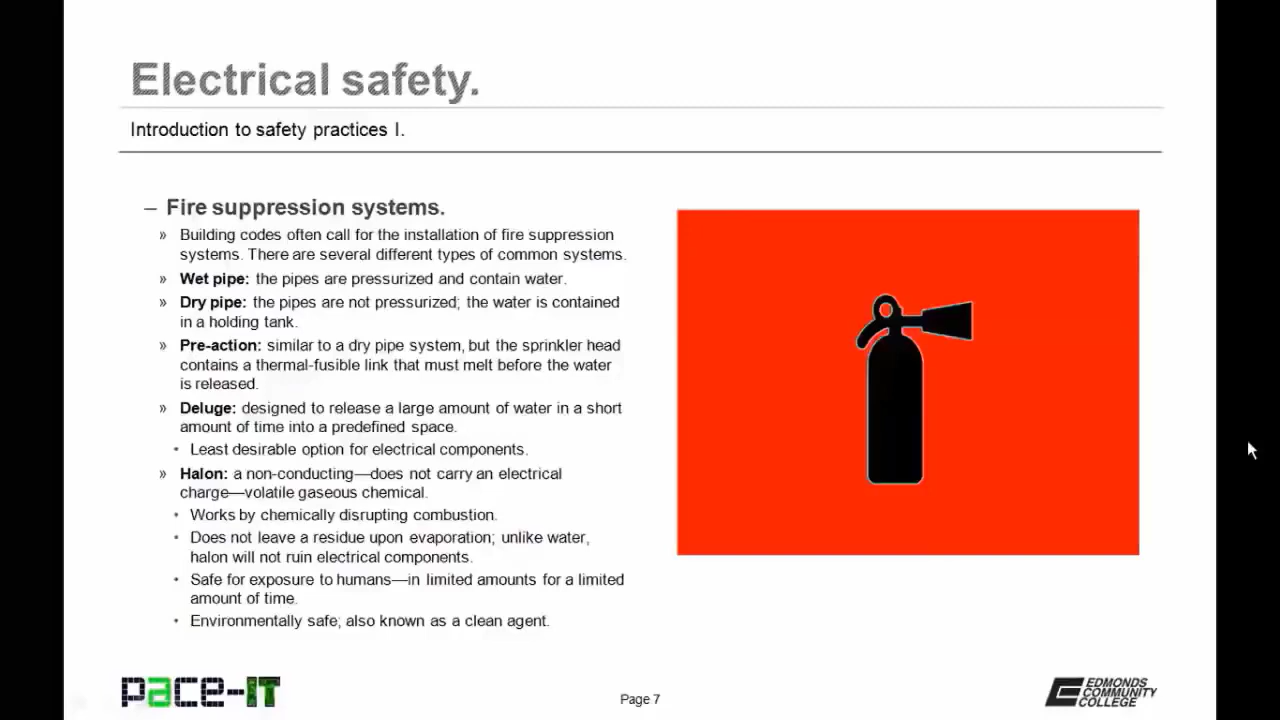 Electrical safety.
Introduction to safety practices I.
– Fire suppression systems.
» Building codes often call for the installation of fire suppression
systems. There are several different types of common systems.
» Wet pipe: the pipes are pressurized and contain water.
» Dry pipe: the pipes are not pressurized; the water is contained
in a holding tank.
» Pre-action: similar to a dry pipe system, but the sprinkler head
contains a thermal-fusible link that must melt before the water
is released.
» Deluge: designed to release a large amount of water in a short
amount of time into a predefined space.
• Least desirable option for electrical components.
» Halon: a non-conducting—does not carry an electrical
charge—volatile gaseous chemical.
• Works by chemically disrupting combustion.
• Does not leave a residue upon evaporation; unlike water,
halon will not ruin electrical components.
• Safe for exposure to humans—in limited amounts for a limited
amount of time.
• Environmentally safe; also known as a clean agent.
pace-IT
Page 7
EDMONDS
COMMUNITY
COLLEGE